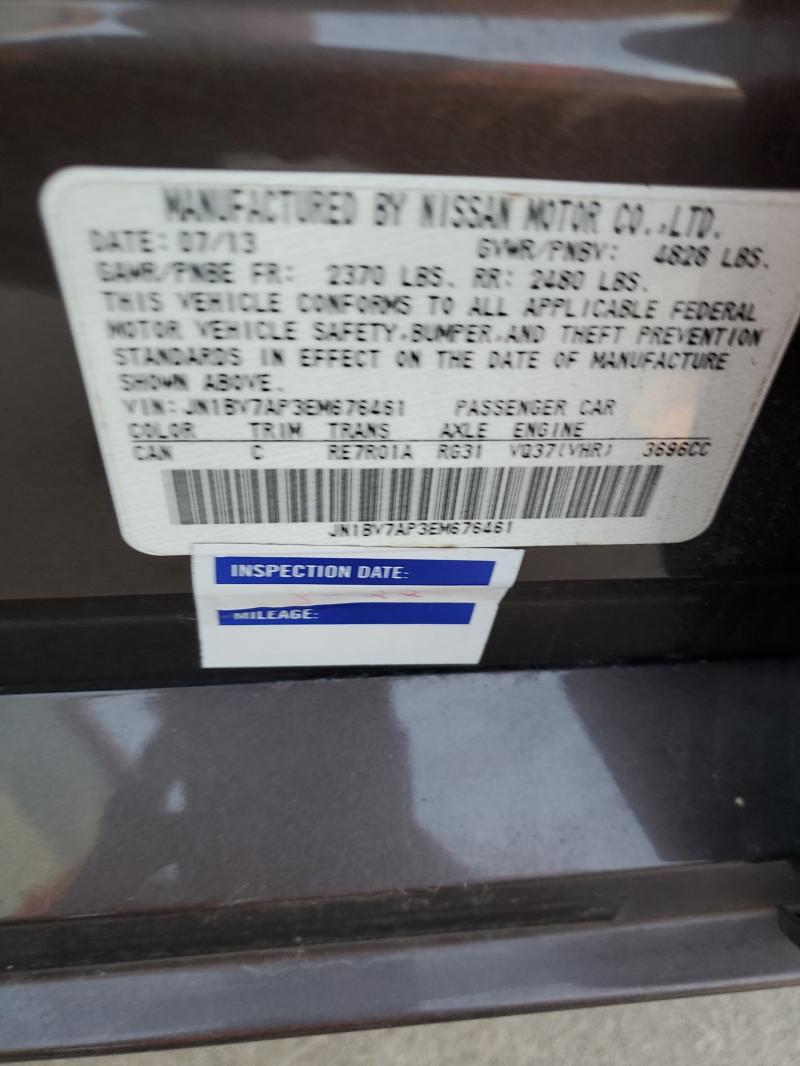 MANUFACTURED BY NISSAN MOTOR CO.,LTD.
DATE: 07/13 GVWR/PNBV: 4828 LBS.
GAWR/PNBE FR: 2370 LBS. RR: 2480 LBS.
THIS VEHICLE CONFORMS TO ALL APPLICABLE FEDERAL
MOTOR VEHICLE SAFETY,BUMPER,AND THEFT PREVENTION
STANDARDS IN EFFECT ON THE DATE OF MANUFACTURE
SHOWN ABOVE.
VIN: JN1BV7AP3EM676461 PASSENGER CAR
COLOR TRIM TRANS AXLE ENGINE
CAN C RE7R01A RG31 VQ37(VHR) 3696CC
JN1BV7AP3EM676461
INSPECTION DATE:
MILEAGE: